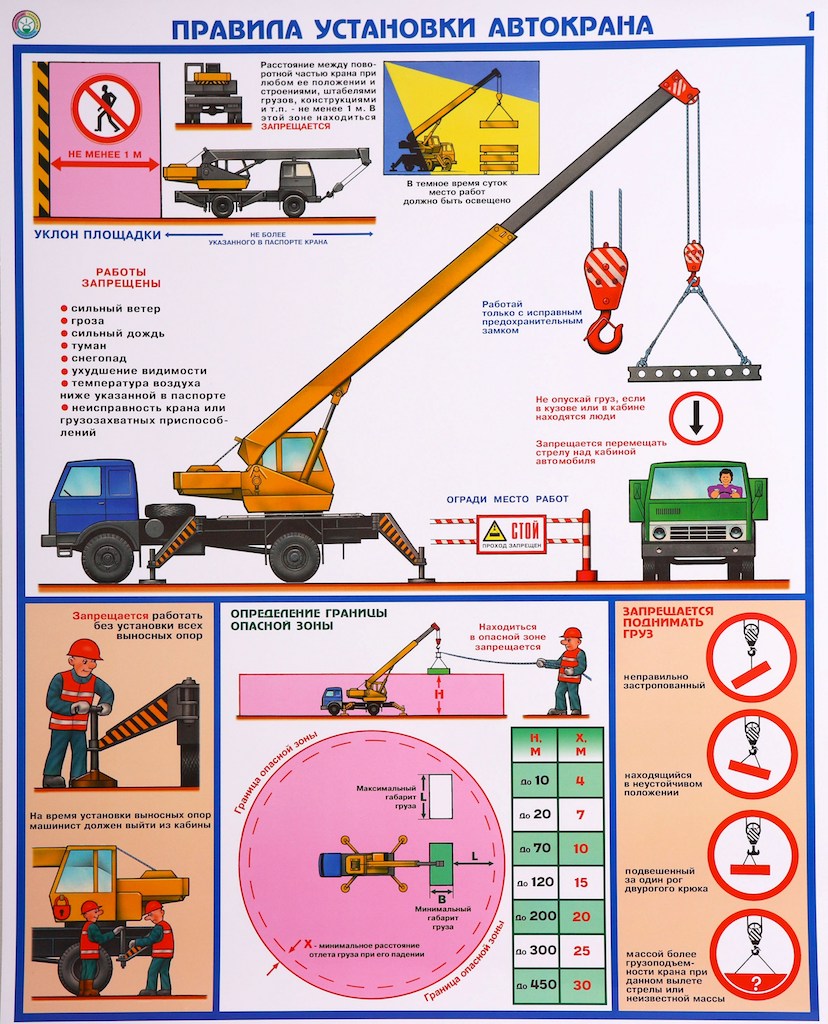 ПРАВИЛА УСТАНОВКИ АВТОКРАНА
1
НЕ МЕНЕЕ 1 М
Расстояние между пово-
ротной частью крана при
любом ее положении и
строениями, штабелями
грузов, конструкциями
и т.п. - не менее 1 м. В
этой зоне находиться
ЗАПРЕЩАЕТСЯ
В темное время суток
место работ
должно быть освещено
УКЛОН ПЛОЩАДКИ
НЕ БОЛЕЕ
УКАЗАННОГО В ПАСПОРТЕ КРАНА
РАБОТЫ
ЗАПРЕЩЕНЫ
● сильный ветер
● гроза
● сильный дождь
● туман
● снегопад
● ухудшение видимости
● температура воздуха
ниже указанной в паспорте
● неисправность крана или
грузозахватных приспособ-
лений
Работай
только с исправным
предохранительным
замком
Не опускай груз, если
в кузове или в кабине
находятся люди
Запрещается перемещать
стрелу над кабиной
автомобиля
ОГРАДИ МЕСТО РАБОТ
СТОЙ
ПРОХОД ЗАПРЕЩЕН
Запрещается работать
без установки всех
выносных опор
На время установки выносных опор
машинист должен выйти из кабины
ОПРЕДЕЛЕНИЕ ГРАНИЦЫ
ОПАСНОЙ ЗОНЫ
Находиться
в опасной зоне
запрещается
H
Граница опасной зоны
Максимальный
габарит
груза
L
L
B
Минимальный
габарит
груза
X - минимальное расстояние
отлета груза при его падении
Граница опасной зоны
Н, М
Х, М
До 10 4
До 20 7
До 70 10
До 120 15
До 200 20
До 300 25
До 450 30
ЗАПРЕЩАЕТСЯ
ПОДНИМАТЬ
ГРУЗ
неправильно
застропованный
находящийся
в неустойчивом
положении
подвешенный
за один рог
двурогого крюка
массой более
грузоподъем-
ности крана при
данном вылете
стрелы или
неизвестной массы
?